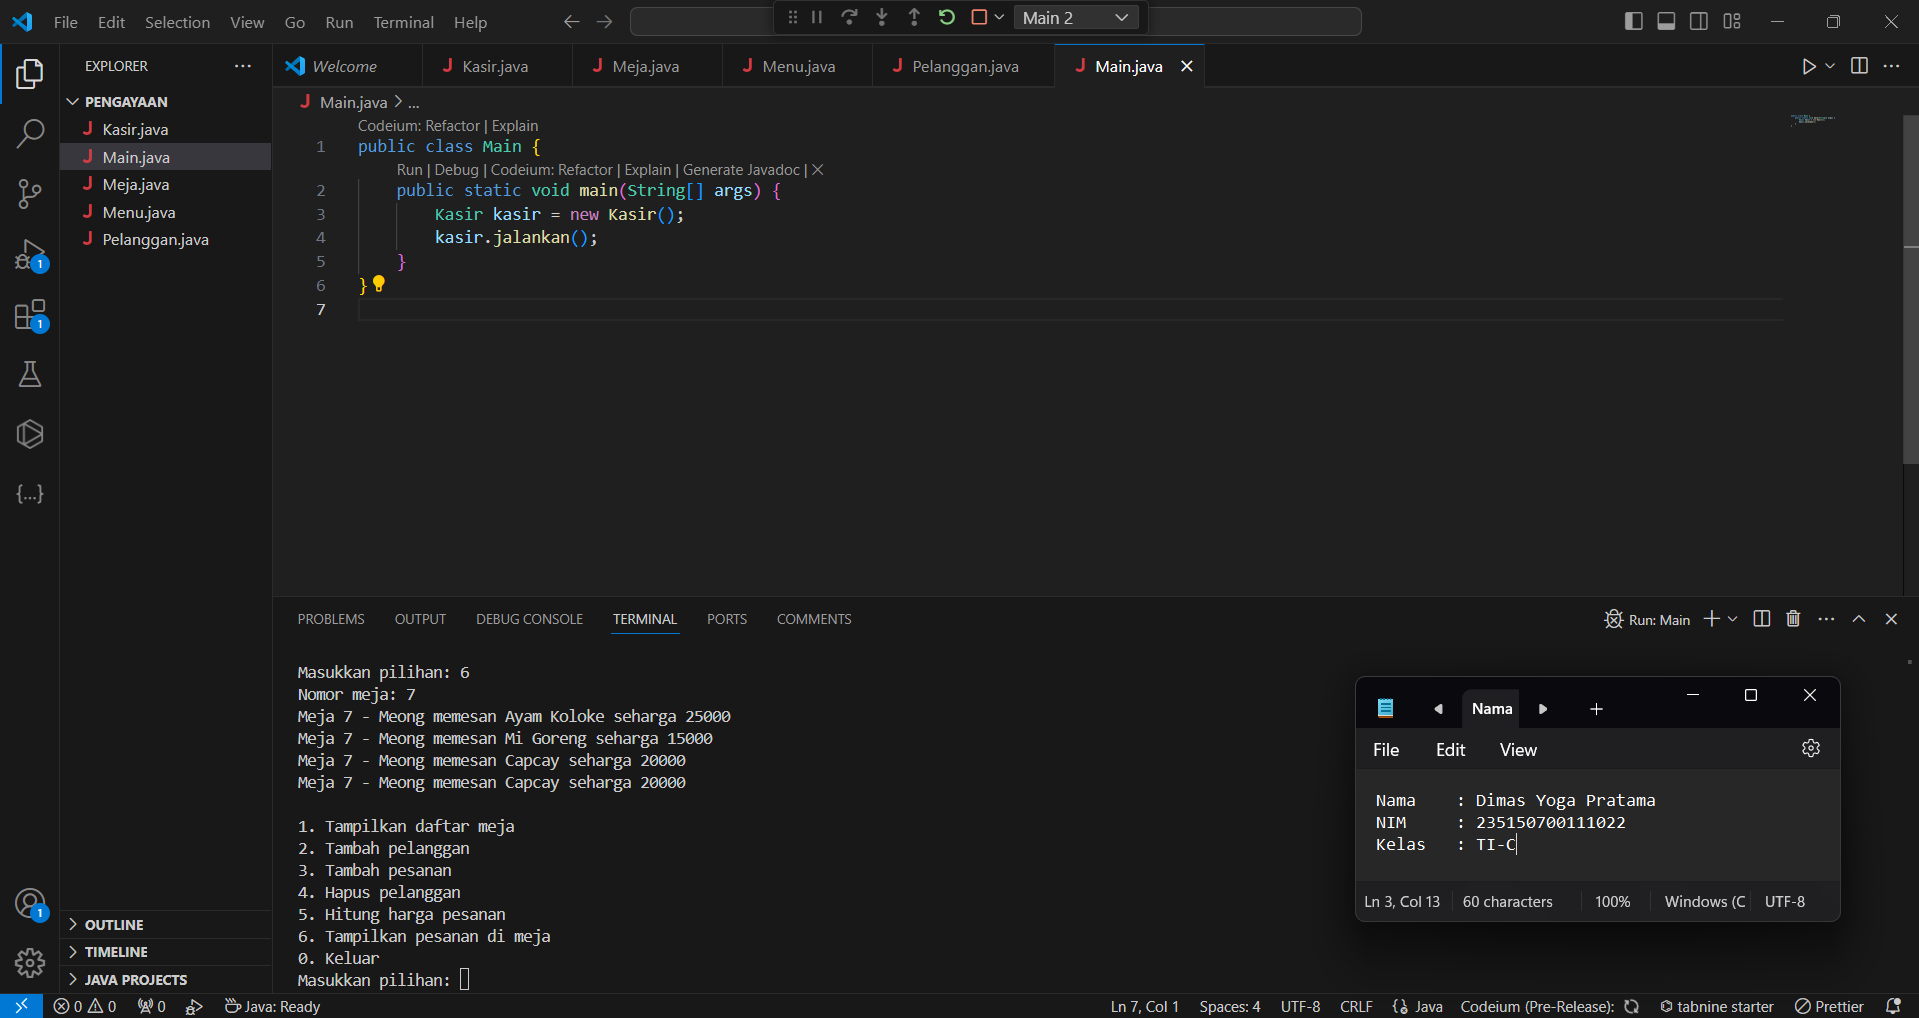 File Edit Selection View Go Run Terminal Help
Main 2
EXPLORER
Welcome Kasir.java Meja.java Menu.java Pelanggan.java Main.java
PENGAYAAN
Kasir.java
Main.java
Meja.java
Menu.java
Pelanggan.java
OUTLINE
TIMELINE
JAVA PROJECTS
1
1
1
Main.java > ...
Codeium: Refactor | Explain
1 public class Main {
Run | Debug | Codeium: Refactor | Explain | Generate Javadoc | X
2 public static void main(String[] args) {
3 Kasir kasir = new Kasir();
4 kasir.jalankan();
5 }
6 }
7
PROBLEMS OUTPUT DEBUG CONSOLE TERMINAL PORTS COMMENTS
Run: Main
Masukkan pilihan: 6
Nomor meja: 7
Meja 7 - Meong memesan Ayam Koloke seharga 25000
Meja 7 - Meong memesan Mi Goreng seharga 15000
Meja 7 - Meong memesan Capcay seharga 20000
Meja 7 - Meong memesan Capcay seharga 20000
1. Tampilkan daftar meja
2. Tambah pelanggan
3. Tambah pesanan
4. Hapus pelanggan
5. Hitung harga pesanan
6. Tampilkan pesanan di meja
0. Keluar
Masukkan pilihan:
Nama
File Edit View
Nama : Dimas Yoga Pratama
NIM : 235150700111022
Kelas : TI-C
Ln 3, Col 13 60 characters 100% Windows (C UTF-8
0 0 0 Java: Ready Ln 7, Col 1 Spaces: 4 UTF-8 CRLF Java Codeium (Pre-Release): tabnine starter Prettier